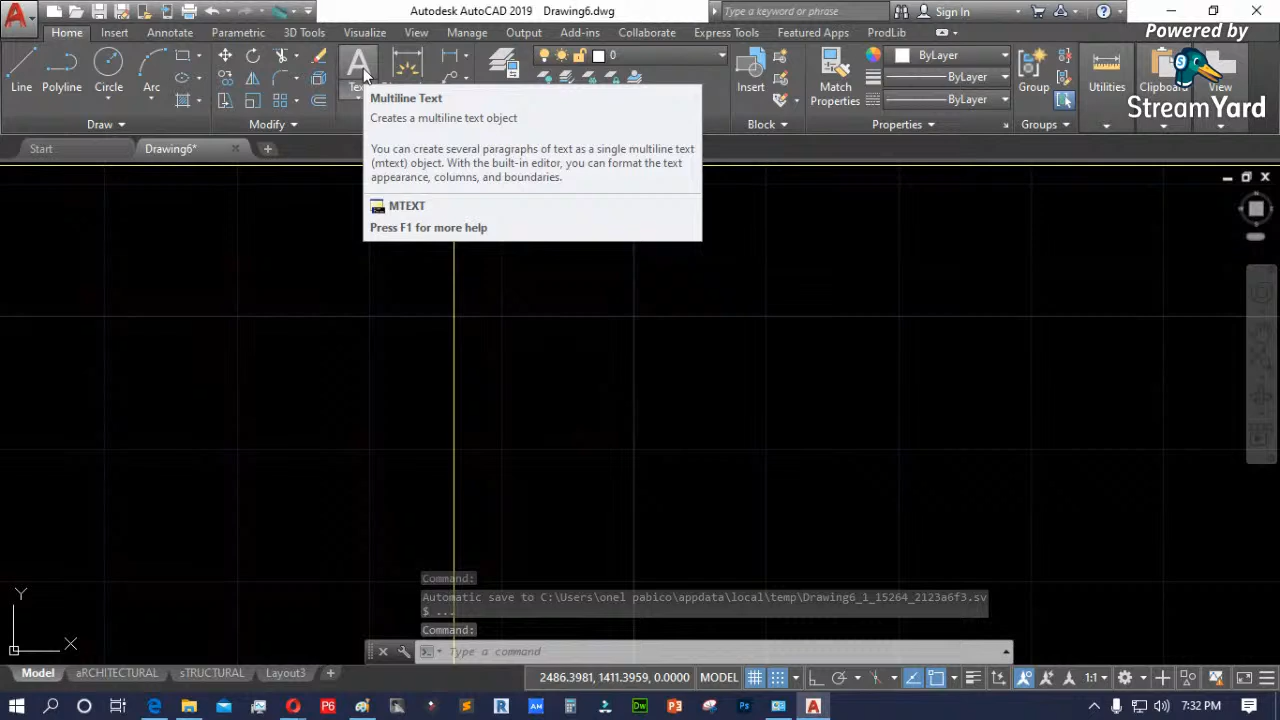 Autodesk AutoCAD 2019 Drawing6.dwg
Type a keyword or phrase
Sign In
Powered by
StreamYard
Home Insert Annotate Parametric 3D Tools Visualize View Manage Output Add-ins Collaborate Express Tools Featured Apps ProdLib
0
ByLayer
ByLayer
ByLayer
Line Polyline Circle Arc
Insert
Match
Properties
Group
Utilities
Clipboard
View
Draw
Modify
Block
Properties
Groups
Multiline Text
Creates a multiline text object
You can create several paragraphs of text as a single multiline text
(mtext) object. With the built-in editor, you can format the text
appearance, columns, and boundaries.
MTEXT
Press F1 for more help
Start
Drawing6*
Command:
Automatic save to C:\Users\onel pabico\appdata\local\temp\Drawing6_1_15264_2123a6f3.sv
$ ...
Command:
Type a command
Y
X
Model aRCHITECTURAL sTRUCTURAL Layout3
2486.3981, 1411.3959, 0.0000 MODEL
1:1
7:32 PM